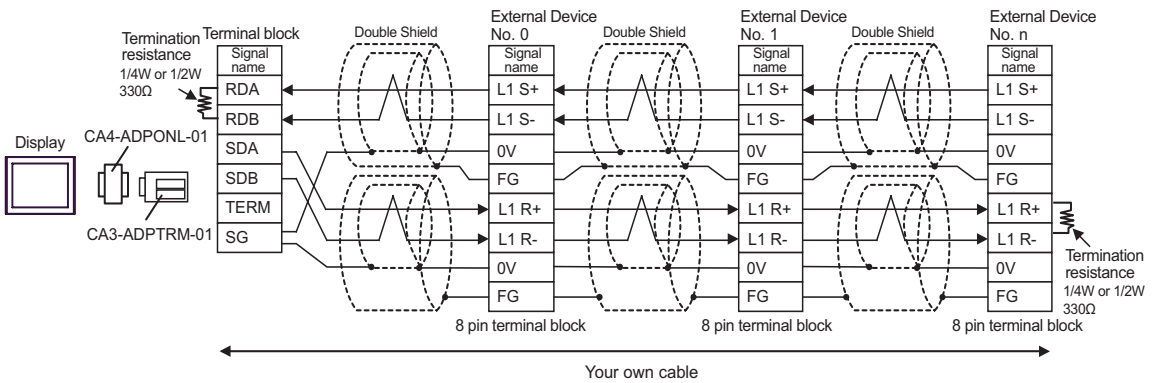 External Device
No. 0
External Device
No. 1
External Device
No. n
Termination
resistance
1/4W or 1/2W
330Ω
Terminal block
Double Shield
Double Shield
Double Shield
Signal
name
RDA
RDB
SDA
SDB
TERM
SG
Signal
name
L1 S+
L1 S-
0V
FG
L1 R+
L1 R-
0V
FG
Signal
name
L1 S+
L1 S-
0V
FG
L1 R+
L1 R-
0V
FG
Signal
name
L1 S+
L1 S-
0V
FG
L1 R+
L1 R-
0V
FG
Display
CA4-ADPONL-01
CA3-ADPTRM-01
Termination
resistance
1/4W or 1/2W
330Ω
8 pin terminal block
8 pin terminal block
8 pin terminal block
Your own cable